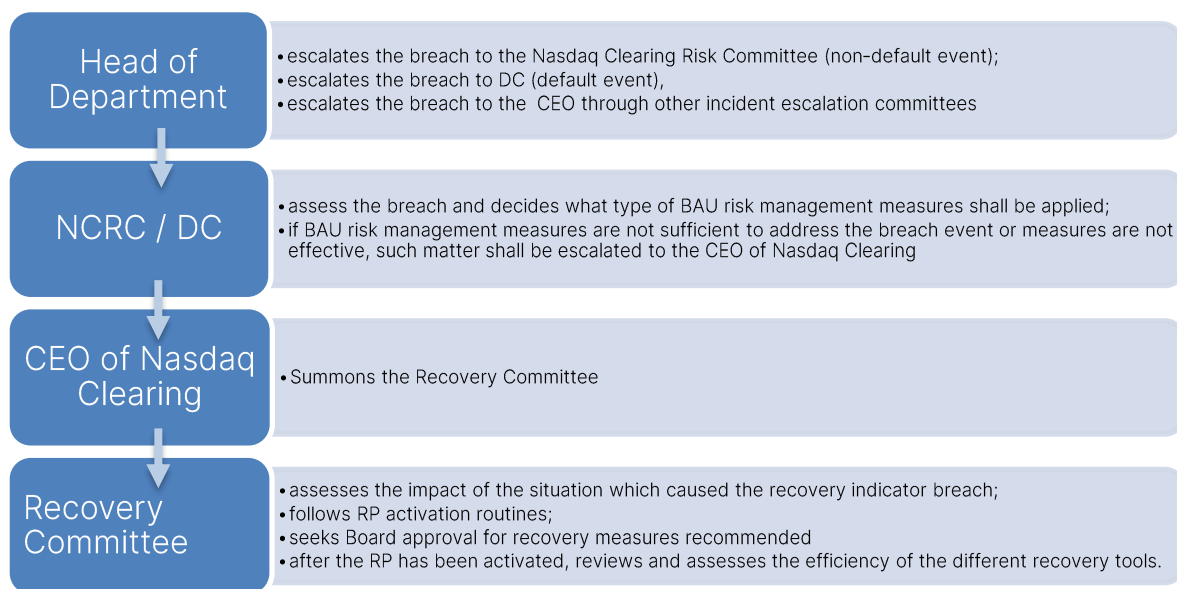 Head of
Department
• escalates the breach to the Nasdaq Clearing Risk Committee (non-default event);
• escalates the breach to DC (default event),
• escalates the breach to the CEO through other incident escalation committees
NCRC / DC
• assess the breach and decides what type of BAU risk management measures shall be applied;
• if BAU risk management measures are not sufficient to address the breach event or measures are not
effective, such matter shall be escalated to the CEO of Nasdaq Clearing
CEO of Nasdaq
Clearing
• Summons the Recovery Committee
Recovery
Committee
• assesses the impact of the situation which caused the recovery indicator breach;
• follows RP activation routines;
• seeks Board approval for recovery measures recommended
• after the RP has been activated, reviews and assesses the efficiency of the different recovery tools.